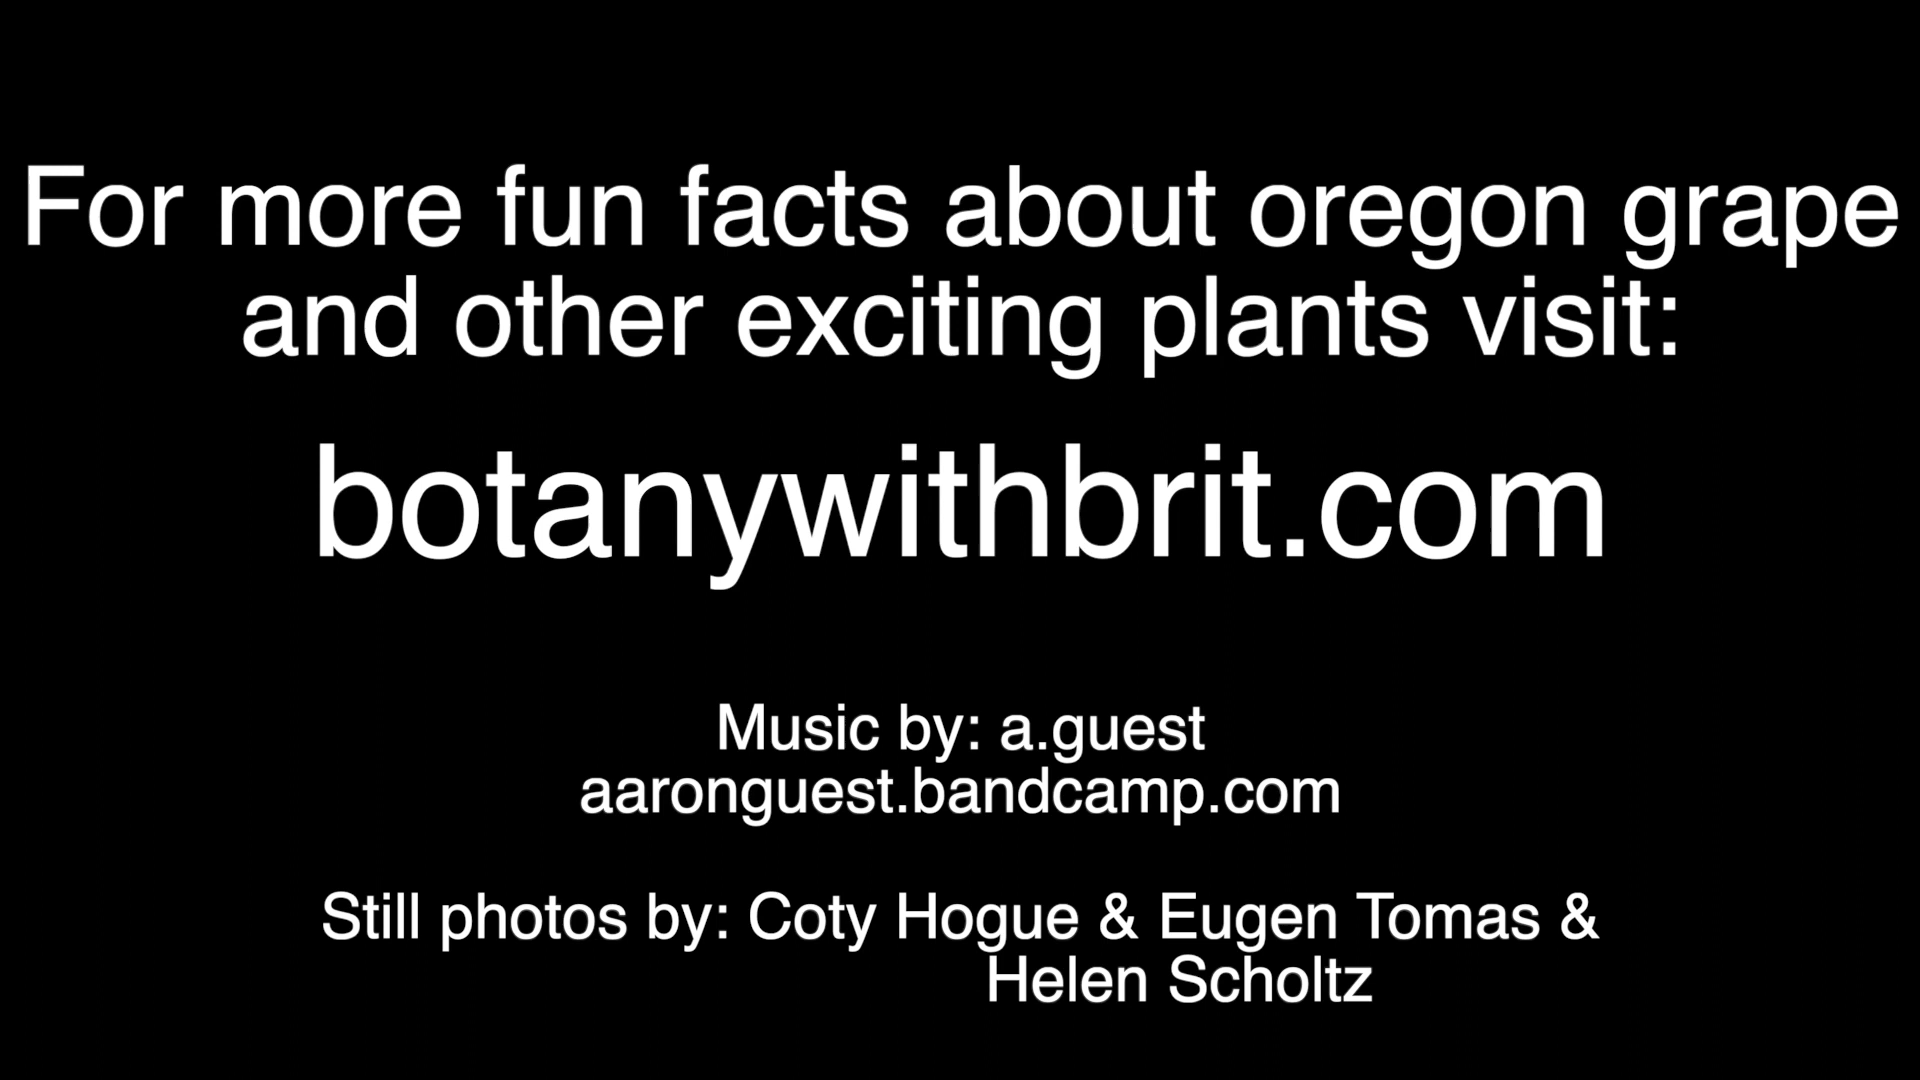 For more fun facts about oregon grape
and other exciting plants visit:
botanywithbrit.com
Music by: a.guest
aaronguest.bandcamp.com
Still photos by: Coty Hogue & Eugen Tomas &
Helen Scholtz